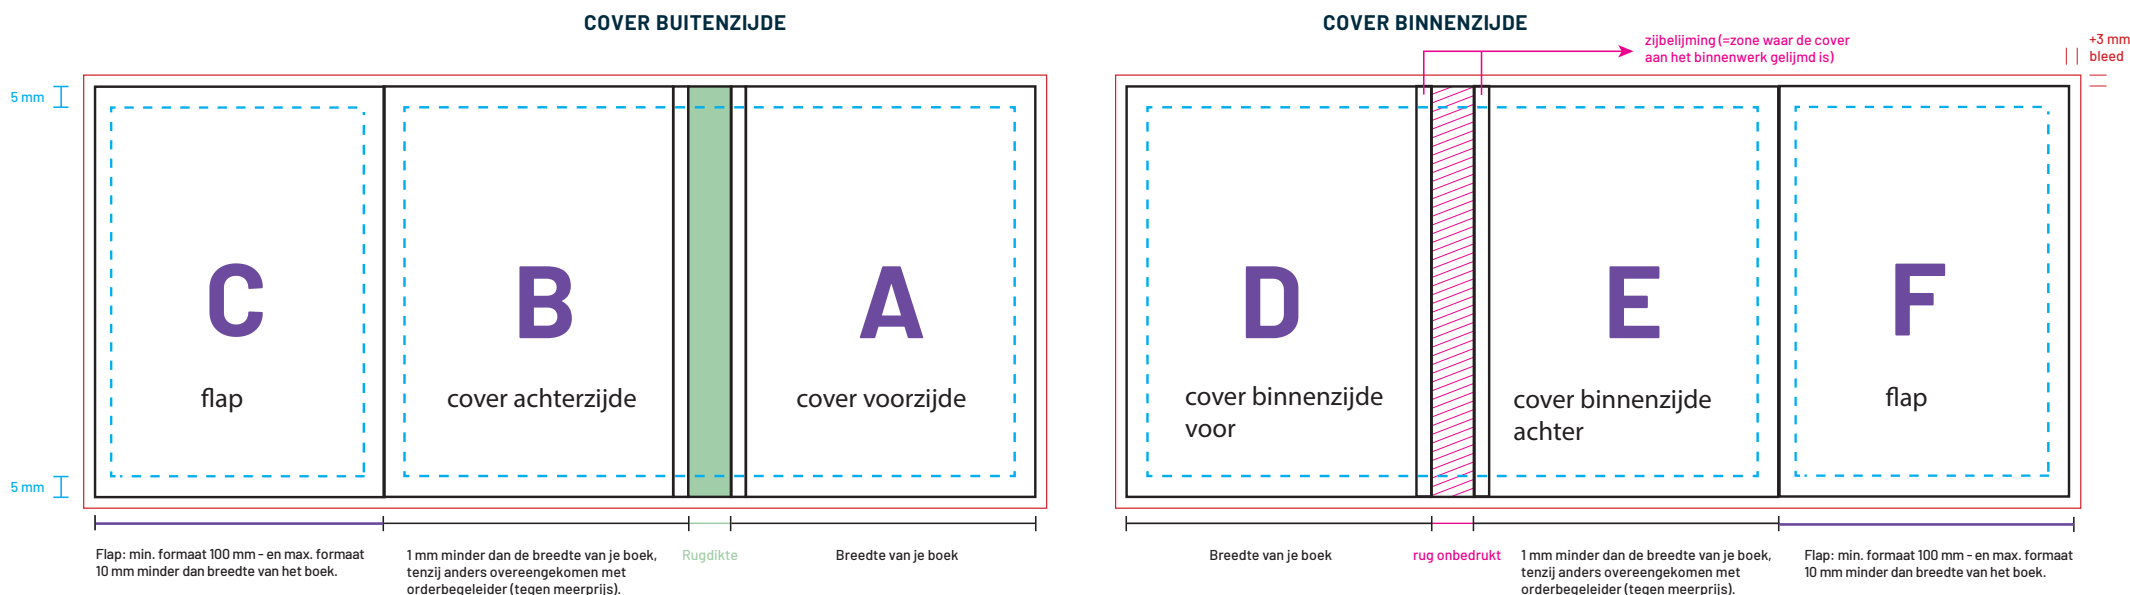 COVER BUITENZIJDE
COVER BINNENZIJDE
zijbelijming (=zone waar de cover
aan het binnenwerk gelijmd is)
+3 mm
bleed
5 mm
C
flap
B
cover achterzijde
A
cover voorzijde
D
cover binnenzijde
voor
E
cover binnenzijde
achter
F
flap
5 mm
Flap: min. formaat 100 mm - en max. formaat
10 mm minder dan breedte van het boek.
1 mm minder dan de breedte van je boek,
tenzij anders overeengekomen met
orderbegeleider (tegen meerprijs).
Rugdikte
Breedte van je boek
Breedte van je boek
rug onbedrukt
1 mm minder dan de breedte van je boek,
tenzij anders overeengekomen met
orderbegeleider (tegen meerprijs).
Flap: min. formaat 100 mm - en max. formaat
10 mm minder dan breedte van het boek.